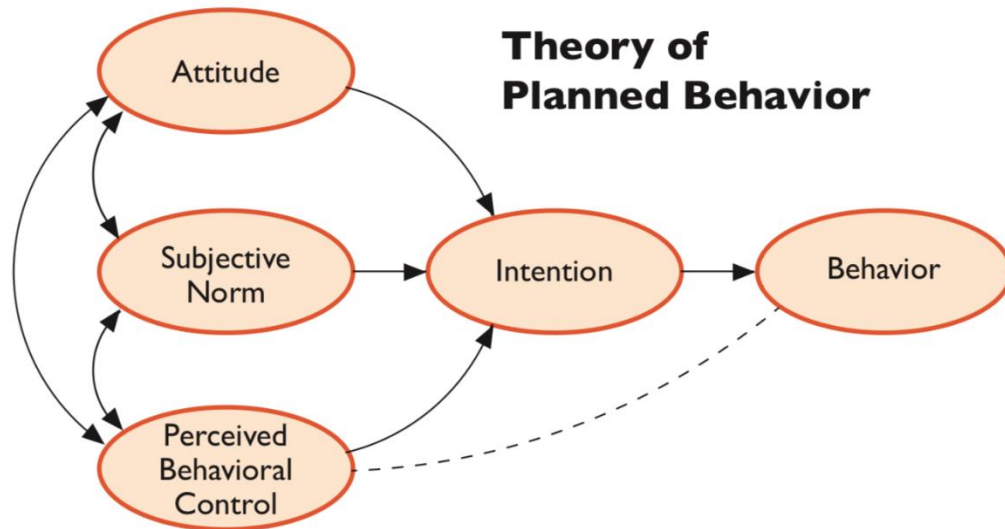 Theory of
Planned Behavior
Attitude
Subjective
Norm
Intention
Behavior
Perceived
Behavioral
Control